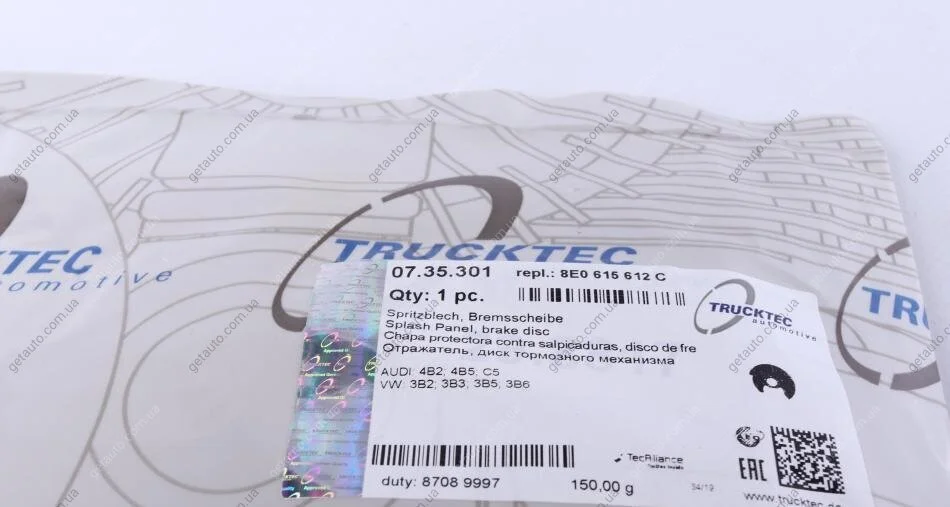 TRUCKTEC
TEC
automotive
TRU
07.35.301 repl.: 8E0 615 612 C
Qty: 1 pc.
TRUCKTEC
automotive
Spritzblech, Bremsscheibe
Splash Panel, brake disc
Chapa protectora contra salpicaduras, disco de fre
Отражатель, диск тормозного механизма
AUDI: 4B2; 4B5; C5
VW: 3B2; 3B3; 3B5; 3B6
TecAlliance
EAC
duty: 8708 9997 150,00 g 34/19
www.trucktec.de
getauto.com.ua